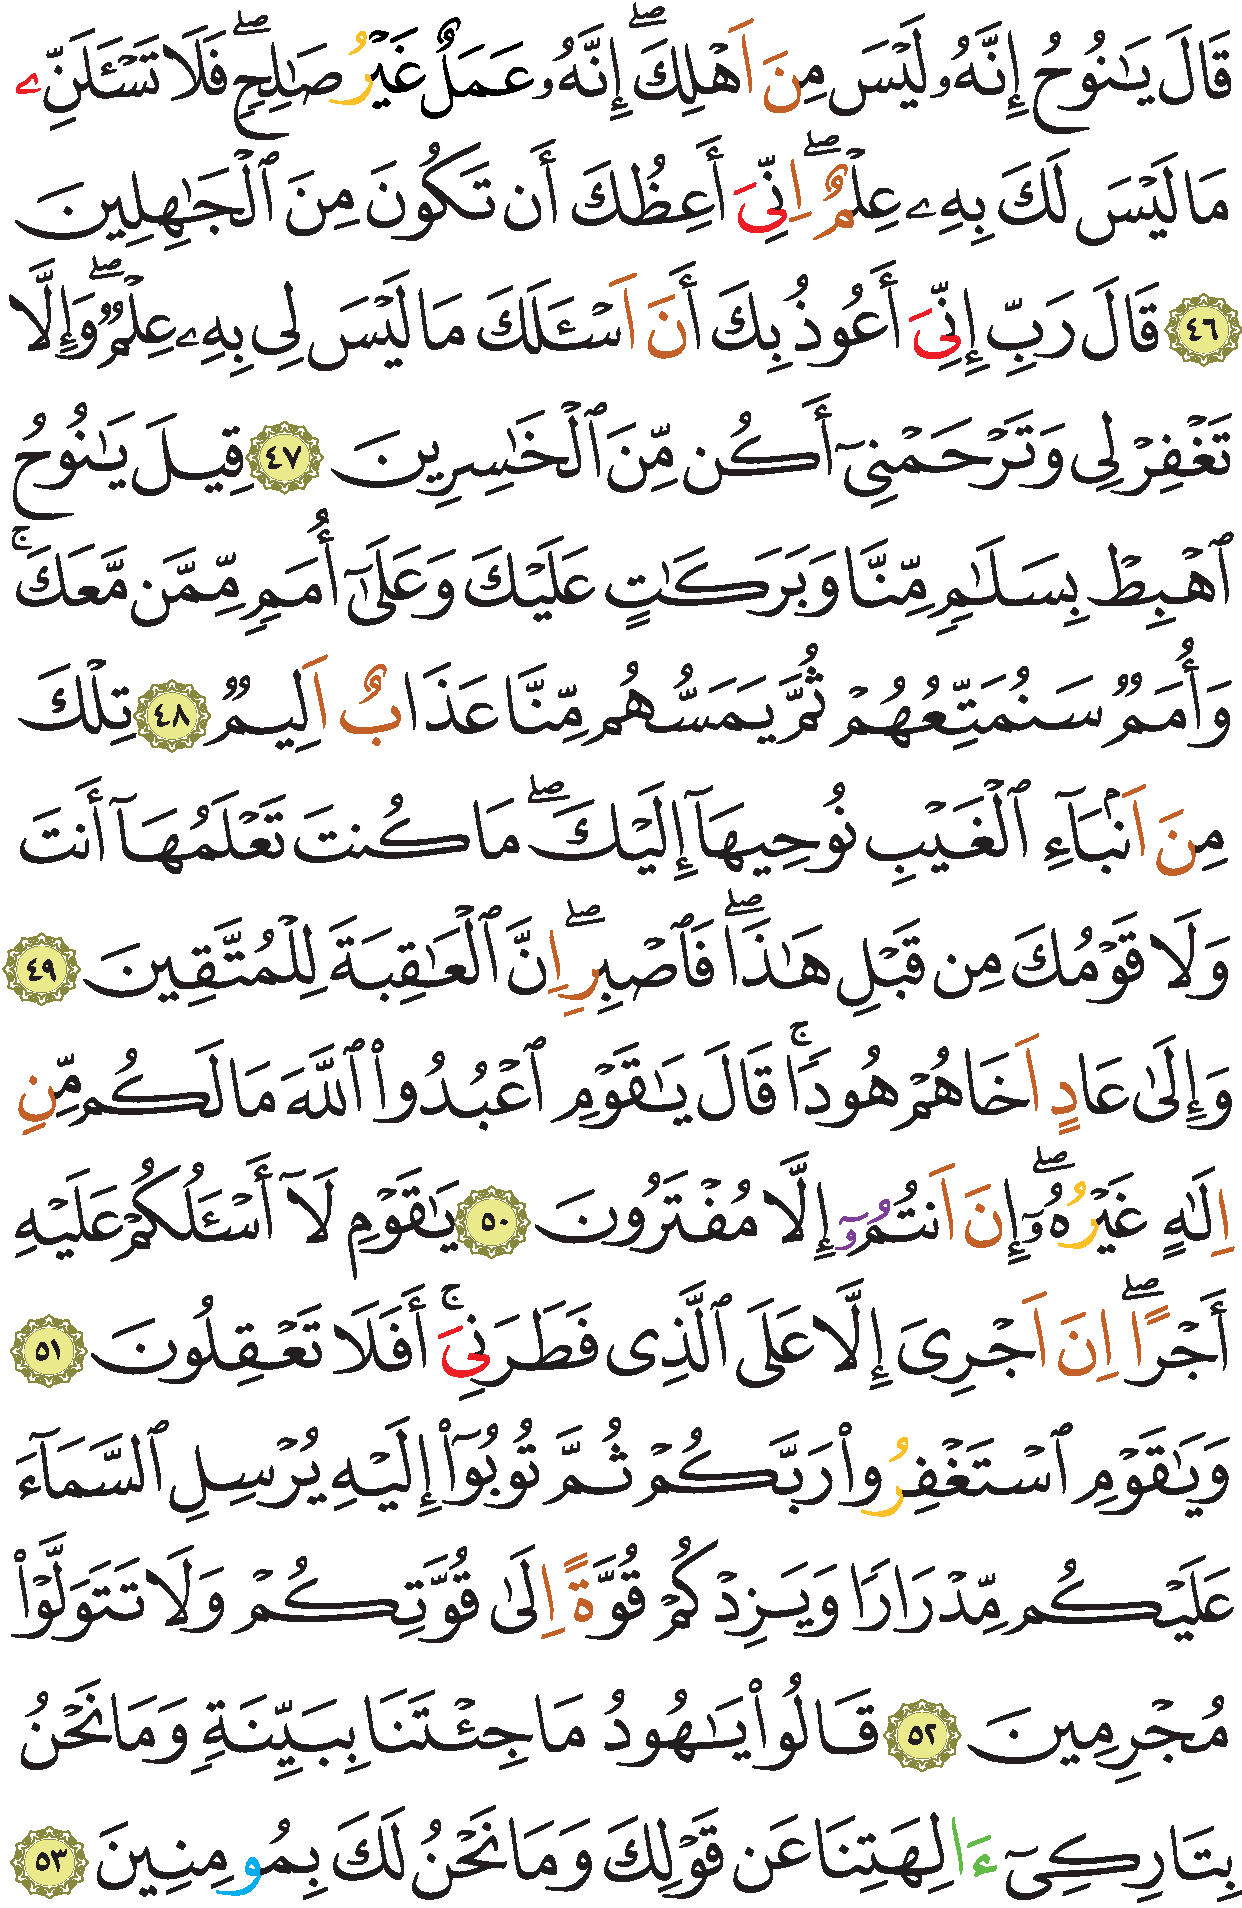 قَالَ يَٰنُوحُ إِنَّهُۥ لَيْسَ مِنَ اَهْلِكَۖ إِنَّهُۥ عَمَلٌ غَيْرُ صَٰلِحٖۖ فَلَا تَسْـَٔلَنِّۦ
مَا لَيْسَ لَكَ بِهِۦ عِلْمٌۖ اِنِّيَ أَعِظُكَ أَن تَكُونَ مِنَ ٱلْجَٰهِلِينَ
٤٦ قَالَ رَبِّ إِنِّيَ أَعُوذُ بِكَ أَنَ اَسْـَٔلَكَ مَا لَيْسَ لِى بِهِۦ عِلْمٞۖ وَإِلَّا
تَغْفِرْ لِى وَتَرْحَمْنِىٓ أَكُن مِّنَ ٱلْخَٰسِرِينَ ٤٧ قِيلَ يَٰنُوحُ
ٱهْبِطْ بِسَلَٰمٖ مِّنَّا وَبَرَكَٰتٍ عَلَيْكَ وَعَلَىٰٓ أُمَمٖ مِّمَّن مَّعَكَۚ
وَأُمَمٞ سَنُمَتِّعُهُمْ ثُمَّ يَمَسُّهُم مِّنَّا عَذَابٌ اَلِيمٞ ٤٨ تِلْكَ
مِنَ اَنۢبَآءِ ٱلْغَيْبِ نُوحِيهَآ إِلَيْكَۖ مَا كُنتَ تَعْلَمُهَآ أَنتَ
وَلَا قَوْمُكَ مِن قَبْلِ هَٰذَاۖ فَٱصْبِرِۖ اِنَّ ٱلْعَٰقِبَةَ لِلْمُتَّقِينَ ٤٩
وَإِلَىٰ عَادٍ اَخَاهُمْ هُودٗاۚ قَالَ يَٰقَوْمِ ٱعْبُدُوا۟ ٱللَّهَ مَا لَكُم مِّنِ
اِلَٰهٍ غَيْرُهُۥٓۖ إِنَ اَنتُمُۥٓ إِلَّا مُفْتَرُونَ ٥٠ يَٰقَوْمِ لَآ أَسْـَٔلُكُمْ عَلَيْهِ
أَجْرًاۖ اِنَ اَجْرِىَ إِلَّا عَلَى ٱلَّذِى فَطَرَنِيَۚ أَفَلَا تَعْقِلُونَ ٥١
وَيَٰقَوْمِ ٱسْتَغْفِرُوا۟ رَبَّكُمْ ثُمَّ تُوبُوٓا۟ إِلَيْهِ يُرْسِلِ ٱلسَّمَآءَ
عَلَيْكُم مِّدْرَارٗا وَيَزِدْكُمْ قُوَّةً اِلَىٰ قُوَّتِكُمْ وَلَا تَتَوَلَّوْا۟
مُجْرِمِينَ ٥٢ قَالُوا۟ يَٰهُودُ مَا جِئْتَنَا بِبَيِّنَةٖ وَمَا نَحْنُ
بِتَارِكِىٓ ءَالِهَتِنَا عَن قَوْلِكَ وَمَا نَحْنُ لَكَ بِمُومِنِينَ ٥٣